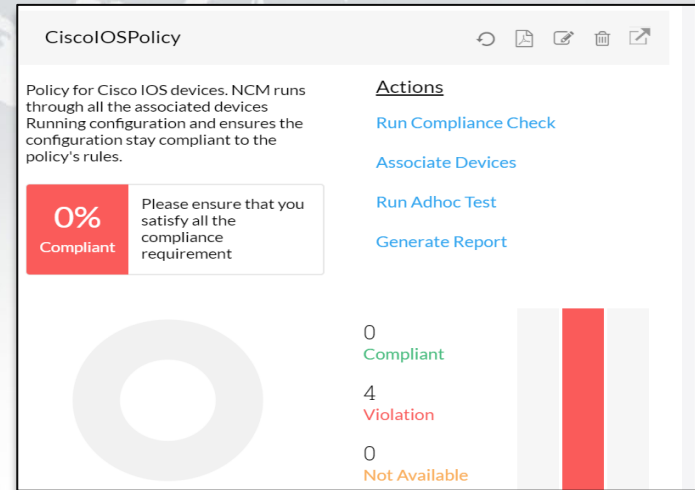 CiscoIOSPolicy
Policy for Cisco IOS devices. NCM runs
through all the associated devices
Running configuration and ensures the
configuration stay compliant to the
policy's rules.
0%
Compliant
Please ensure that you
satisfy all the
compliance
requirement
Actions
Run Compliance Check
Associate Devices
Run Adhoc Test
Generate Report
0
Compliant
4
Violation
0
Not Available